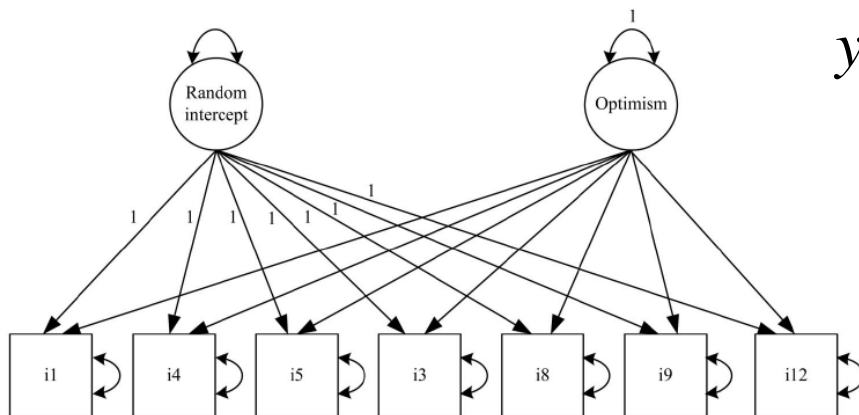 1
y
Random
intercept
Optimism
1
1 1 1 1 1 1
i1 i4 i5 i3 i8 i9 i12